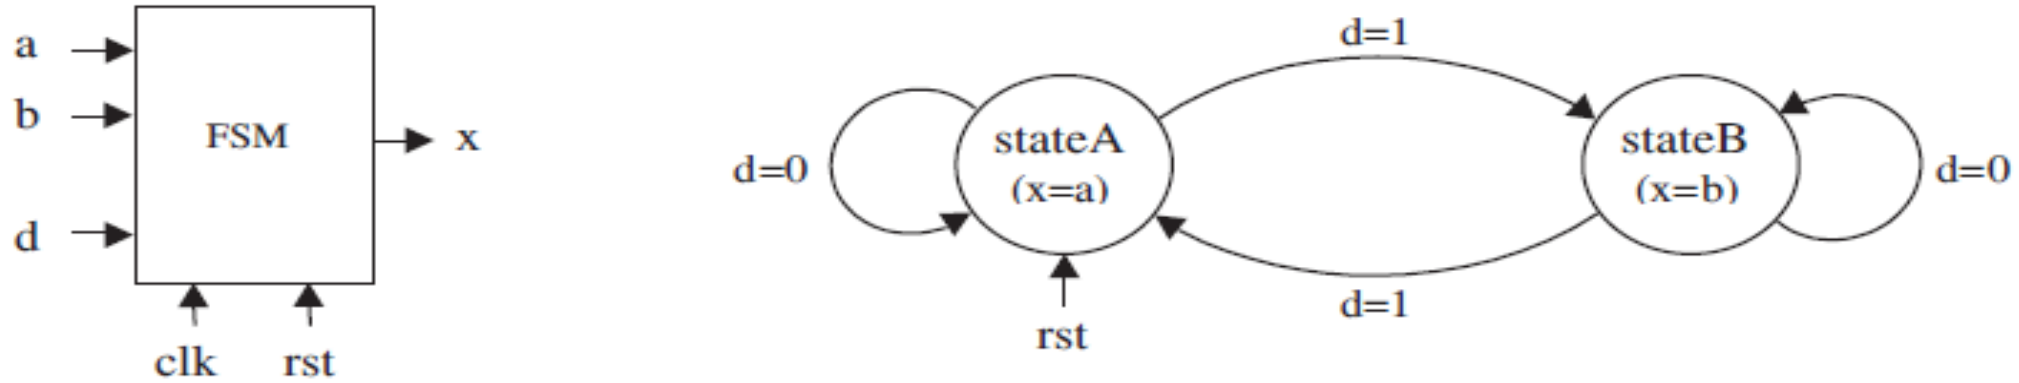 a
b
FSM
x
d
clk
rst
d=1
d=0
stateA
(x=a)
stateB
(x=b)
d=0
d=1
rst